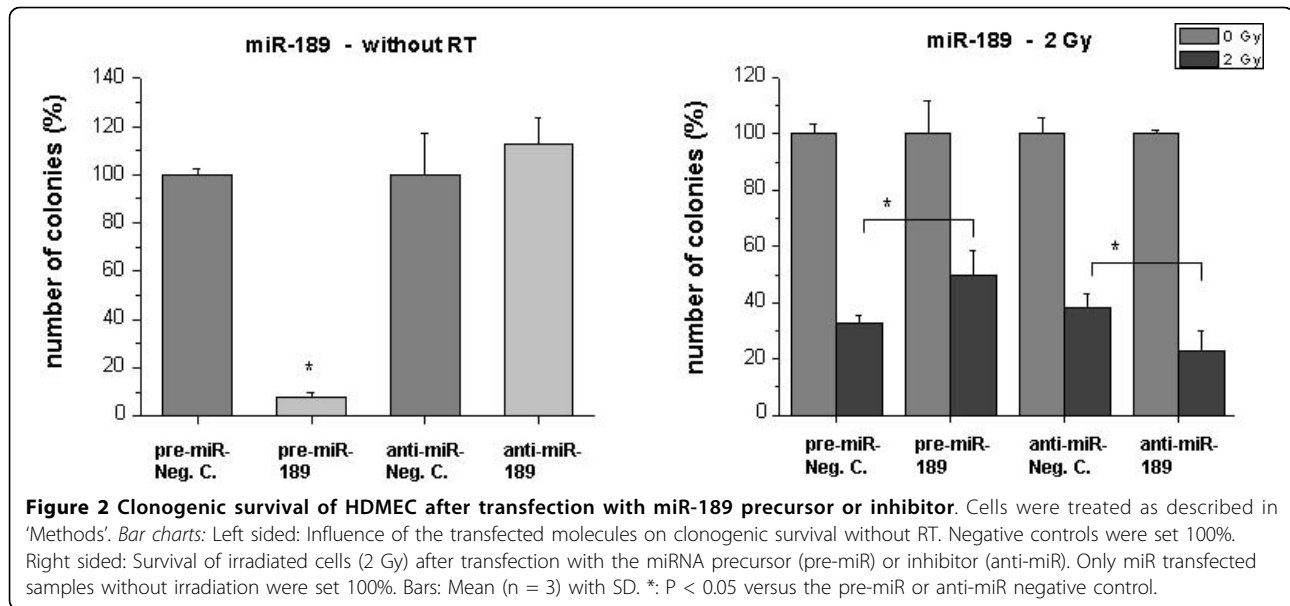 miR-189 - without RT
number of colonies (%)
140
120
100
80
60
40
20
0
*
pre-miR-
Neg. C.
pre-miR-
189
anti-miR-
Neg. C.
anti-miR-
189
miR-189 - 2 Gy
0 Gy
2 Gy
number of colonies (%)
120
100
80
60
40
20
0
*
*
pre-miR-
Neg. C.
pre-miR-
189
anti-miR-
Neg. C.
anti-miR-
189
Figure 2 Clonogenic survival of HDMEC after transfection with miR-189 precursor or inhibitor. Cells were treated as described in
'Methods'. Bar charts: Left sided: Influence of the transfected molecules on clonogenic survival without RT. Negative controls were set 100%.
Right sided: Survival of irradiated cells (2 Gy) after transfection with the miRNA precursor (pre-miR) or inhibitor (anti-miR). Only miR transfected
samples without irradiation were set 100%. Bars: Mean (n = 3) with SD. *: P < 0.05 versus the pre-miR or anti-miR negative control.